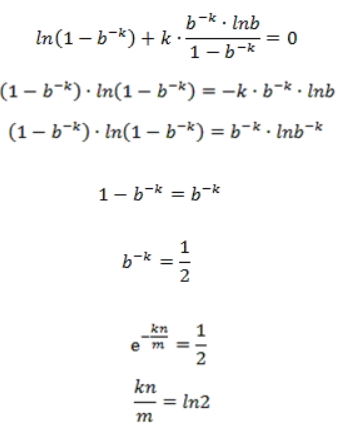 ln(1 − b⁻ᵏ) + k · (b⁻ᵏ · lnb)/(1 − b⁻ᵏ) = 0
(1 − b⁻ᵏ) · ln(1 − b⁻ᵏ) = −k · b⁻ᵏ · lnb
(1 − b⁻ᵏ) · ln(1 − b⁻ᵏ) = b⁻ᵏ · lnb⁻ᵏ
1 − b⁻ᵏ = b⁻ᵏ
b⁻ᵏ = 1/2
e^(−kn/m) = 1/2
kn/m = ln2